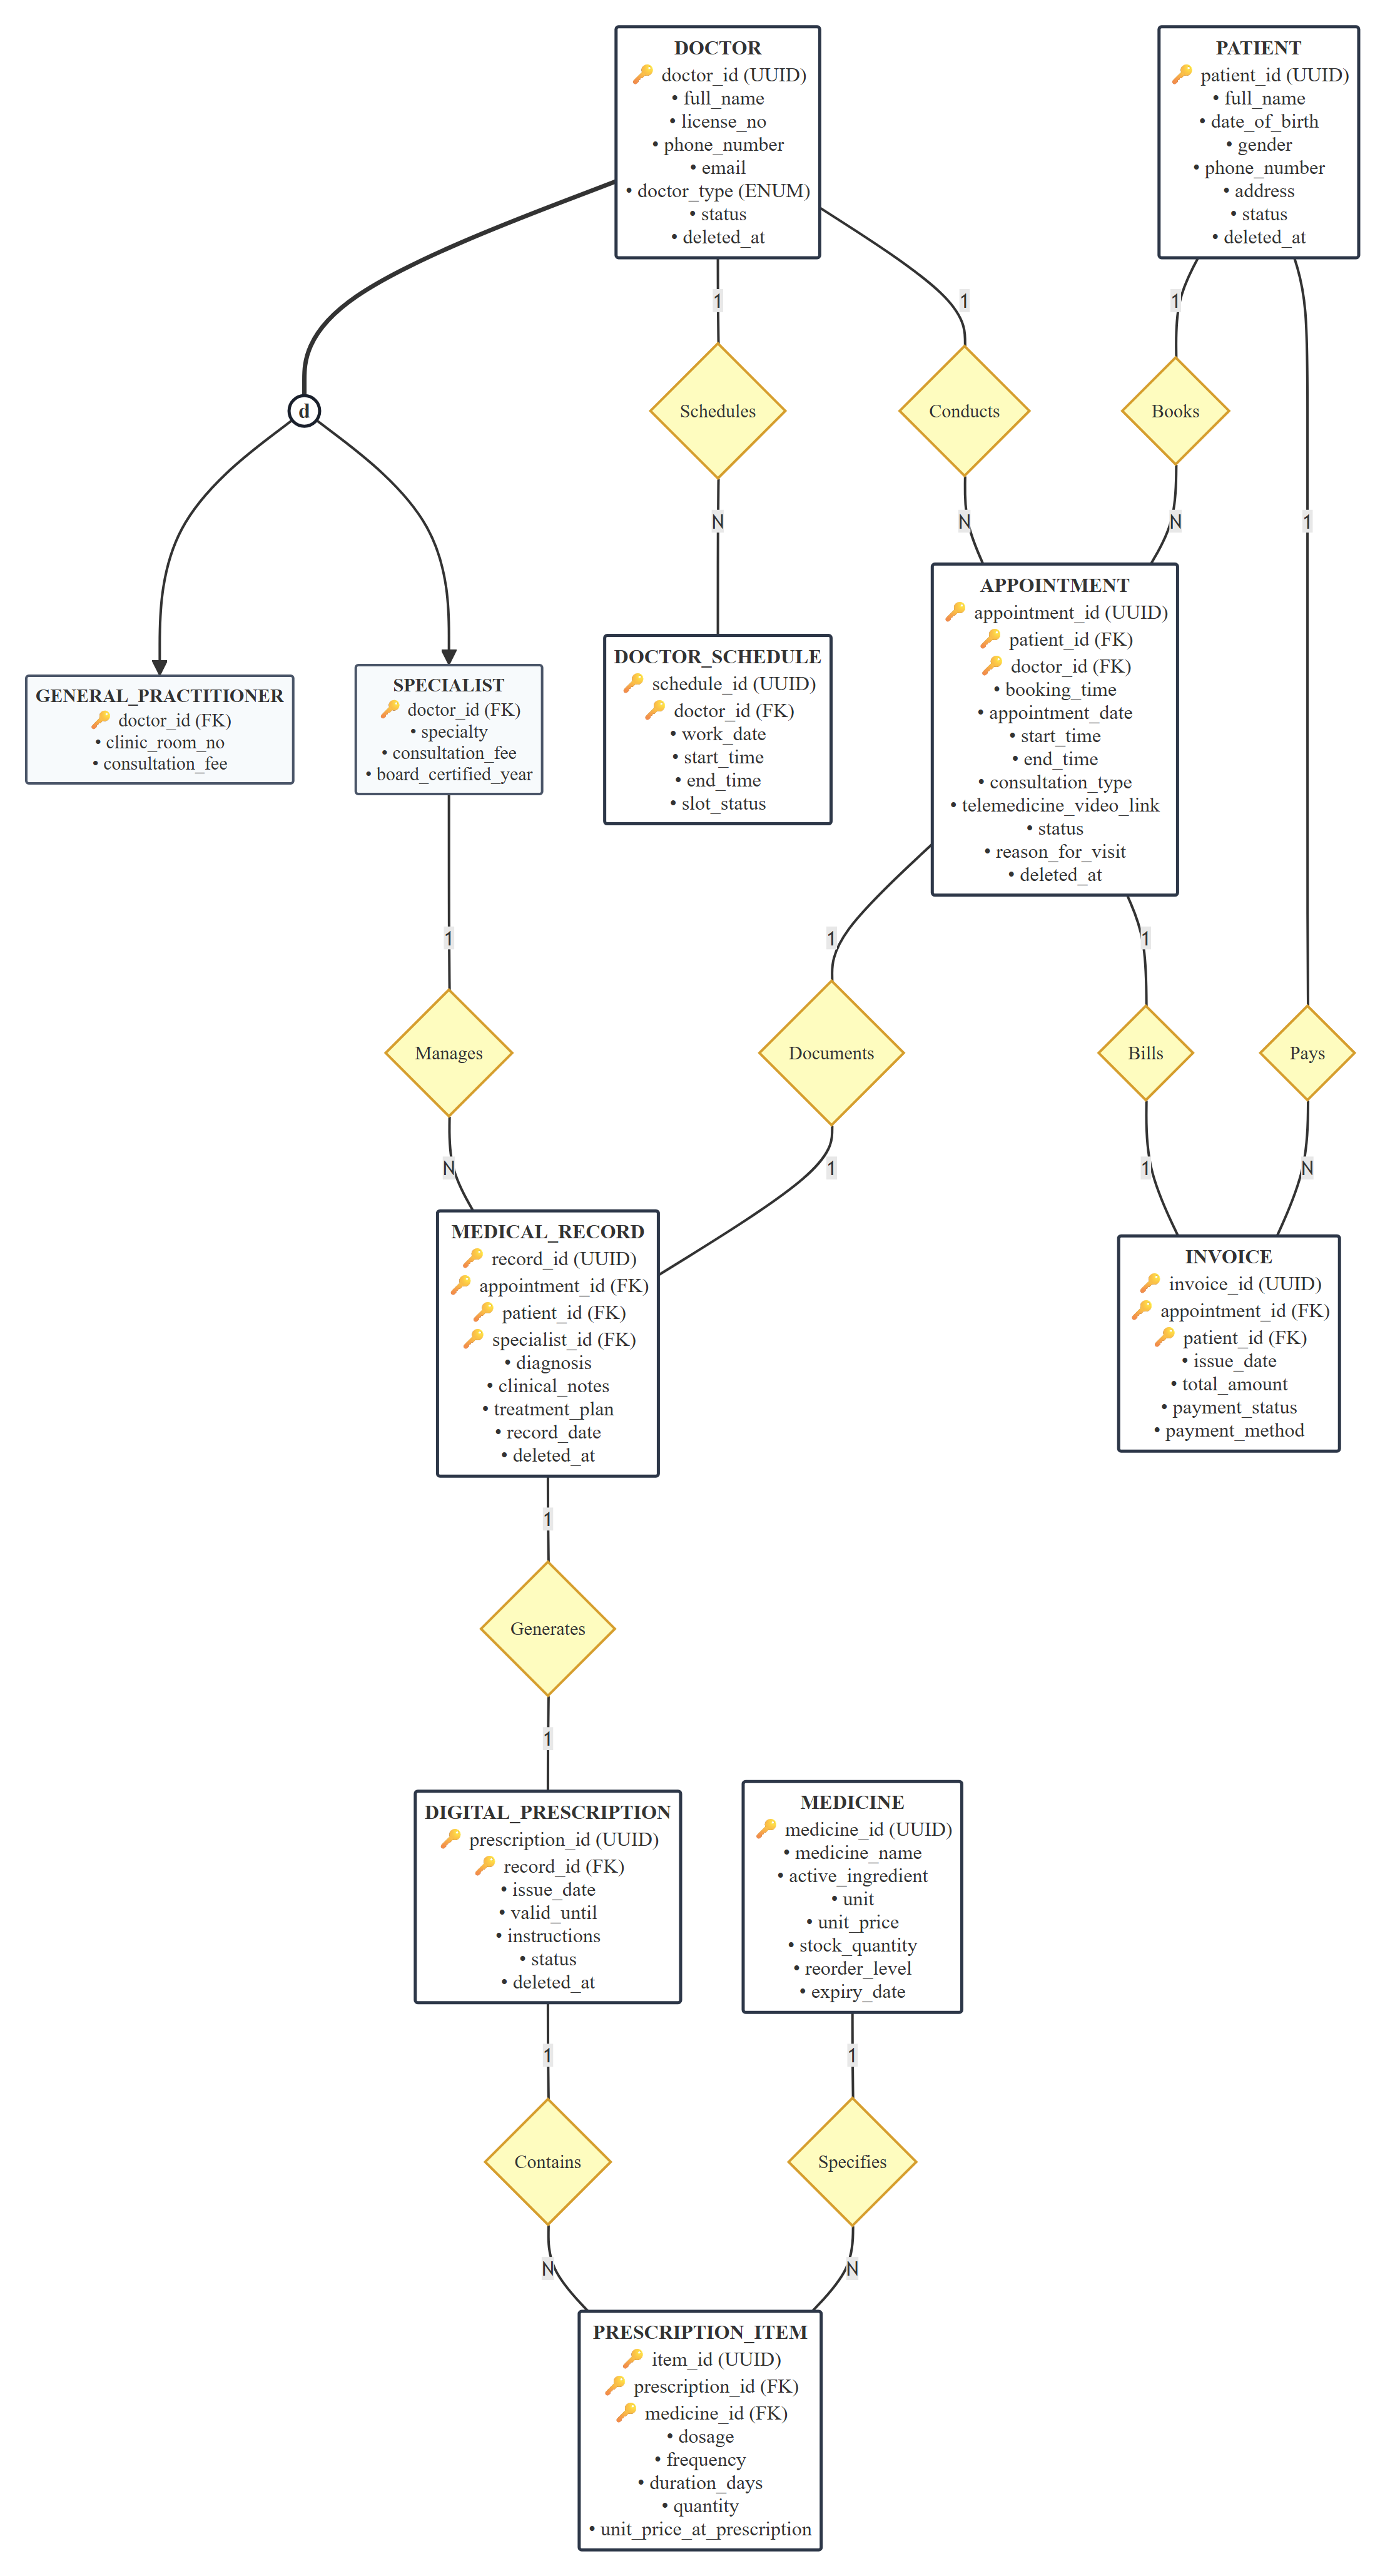 DOCTOR
🔑 doctor_id (UUID)
• full_name
• license_no
• phone_number
• email
• doctor_type (ENUM)
• status
• deleted_at
PATIENT
🔑 patient_id (UUID)
• full_name
• date_of_birth
• gender
• phone_number
• address
• status
• deleted_at
1
1
1
d
Schedules
Conducts
Books
N
N
N
1
GENERAL_PRACTITIONER
🔑 doctor_id (FK)
• clinic_room_no
• consultation_fee
SPECIALIST
🔑 doctor_id (FK)
• specialty
• consultation_fee
• board_certified_year
DOCTOR_SCHEDULE
🔑 schedule_id (UUID)
🔑 doctor_id (FK)
• work_date
• start_time
• end_time
• slot_status
APPOINTMENT
🔑 appointment_id (UUID)
🔑 patient_id (FK)
🔑 doctor_id (FK)
• booking_time
• appointment_date
• start_time
• end_time
• consultation_type
• telemedicine_video_link
• status
• reason_for_visit
• deleted_at
1
1
1
Manages
Documents
Bills
Pays
N
1
1
N
MEDICAL_RECORD
🔑 record_id (UUID)
🔑 appointment_id (FK)
🔑 patient_id (FK)
🔑 specialist_id (FK)
• diagnosis
• clinical_notes
• treatment_plan
• record_date
• deleted_at
INVOICE
🔑 invoice_id (UUID)
🔑 appointment_id (FK)
🔑 patient_id (FK)
• issue_date
• total_amount
• payment_status
• payment_method
1
Generates
1
DIGITAL_PRESCRIPTION
🔑 prescription_id (UUID)
🔑 record_id (FK)
• issue_date
• valid_until
• instructions
• status
• deleted_at
MEDICINE
🔑 medicine_id (UUID)
• medicine_name
• active_ingredient
• unit
• unit_price
• stock_quantity
• reorder_level
• expiry_date
1
1
Contains
Specifies
N
N
PRESCRIPTION_ITEM
🔑 item_id (UUID)
🔑 prescription_id (FK)
🔑 medicine_id (FK)
• dosage
• frequency
• duration_days
• quantity
• unit_price_at_prescription